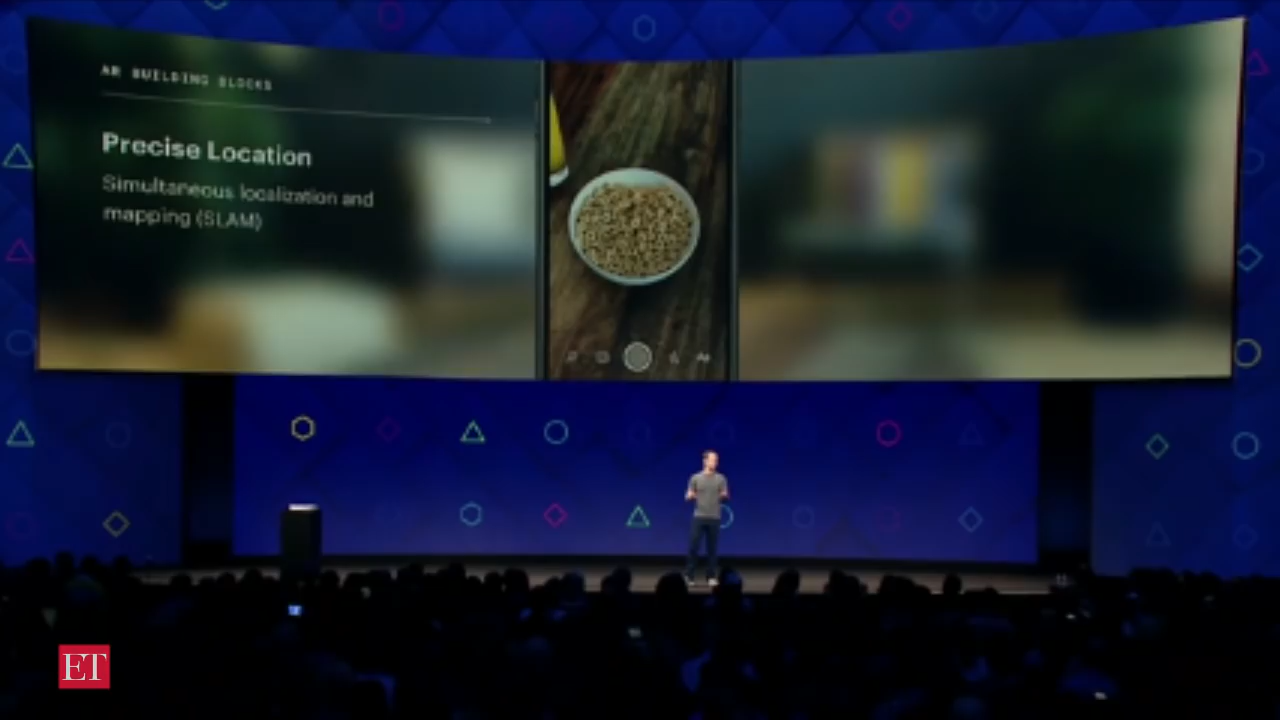 AR BUILDING BLOCKS
Precise Location
Simultaneous localization and
mapping (SLAM)
ET